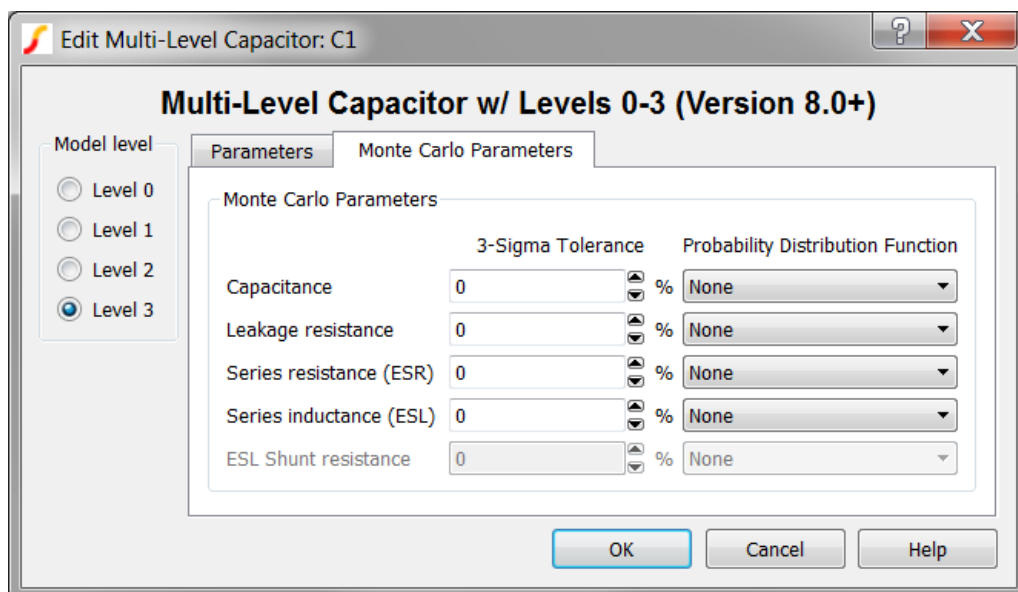 Edit Multi-Level Capacitor: C1
Multi-Level Capacitor w/ Levels 0-3 (Version 8.0+)
Model level
Level 0
Level 1
Level 2
Level 3
Parameters Monte Carlo Parameters
Monte Carlo Parameters
3-Sigma Tolerance Probability Distribution Function
Capacitance 0 % None
Leakage resistance 0 % None
Series resistance (ESR) 0 % None
Series inductance (ESL) 0 % None
ESL Shunt resistance 0 % None
OK Cancel Help